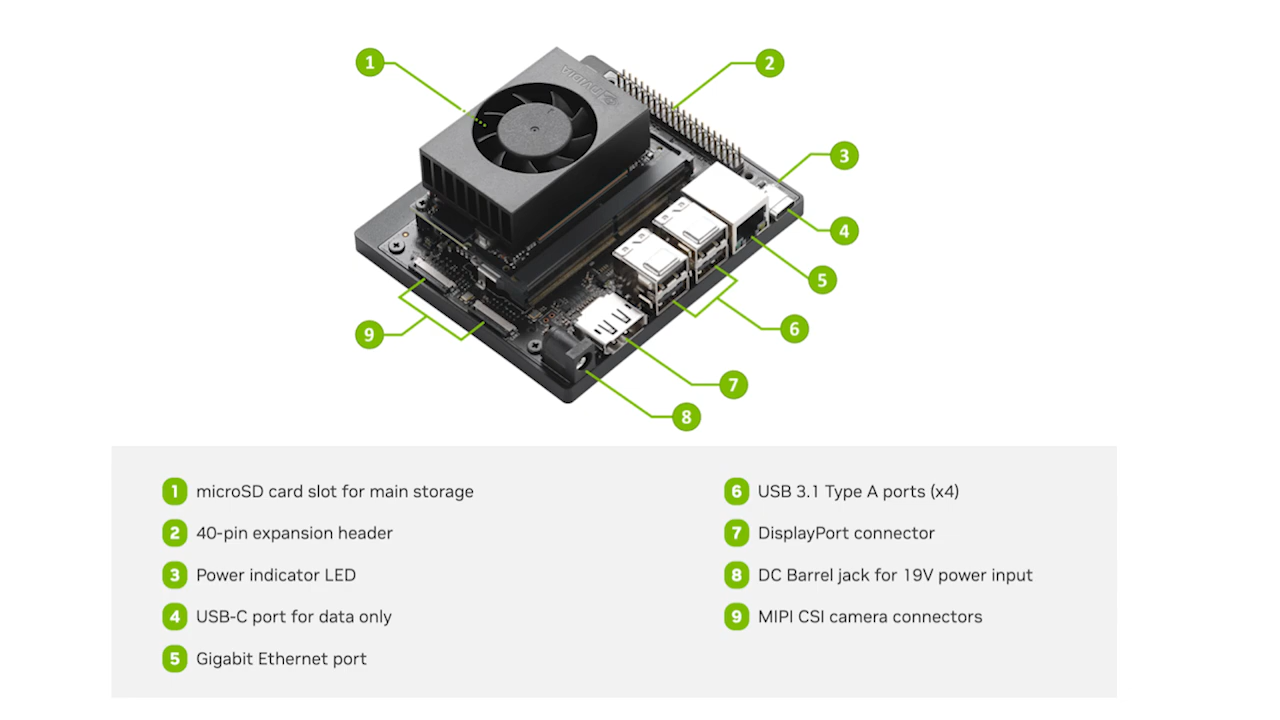 NVIDIA
1
2
3
4
5
6
7
8
9
1 microSD card slot for main storage
2 40-pin expansion header
3 Power indicator LED
4 USB-C port for data only
5 Gigabit Ethernet port
6 USB 3.1 Type A ports (x4)
7 DisplayPort connector
8 DC Barrel jack for 19V power input
9 MIPI CSI camera connectors